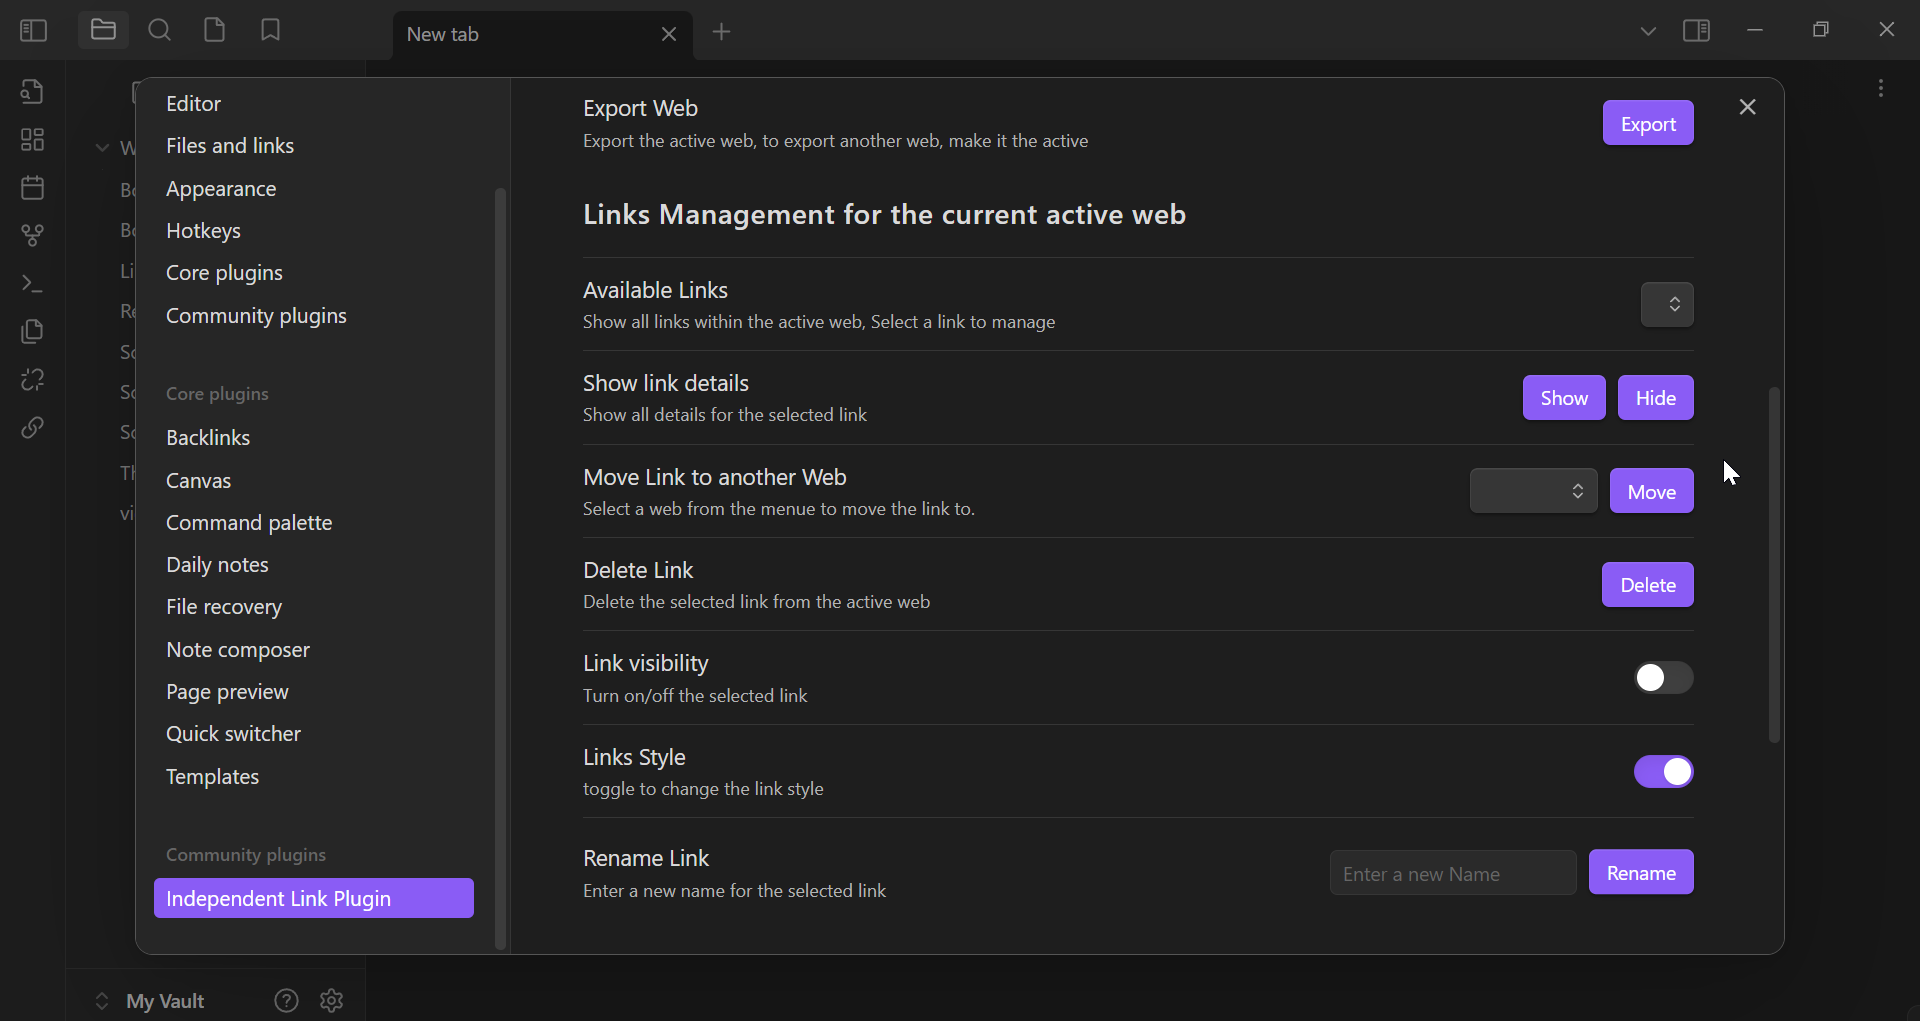 New tab
Editor
Files and links
Appearance
Hotkeys
Core plugins
Community plugins
Core plugins
Backlinks
Canvas
Command palette
Daily notes
File recovery
Note composer
Page preview
Quick switcher
Templates
Community plugins
Independent Link Plugin
My Vault
Export Web
Export the active web, to export another web, make it the active
Export
Links Management for the current active web
Available Links
Show all links within the active web, Select a link to manage
Show link details
Show all details for the selected link
Show Hide
Move Link to another Web
Select a web from the menue to move the link to.
Move
Delete Link
Delete the selected link from the active web
Delete
Link visibility
Turn on/off the selected link
Links Style
toggle to change the link style
Rename Link
Enter a new name for the selected link
Enter a new Name Rename